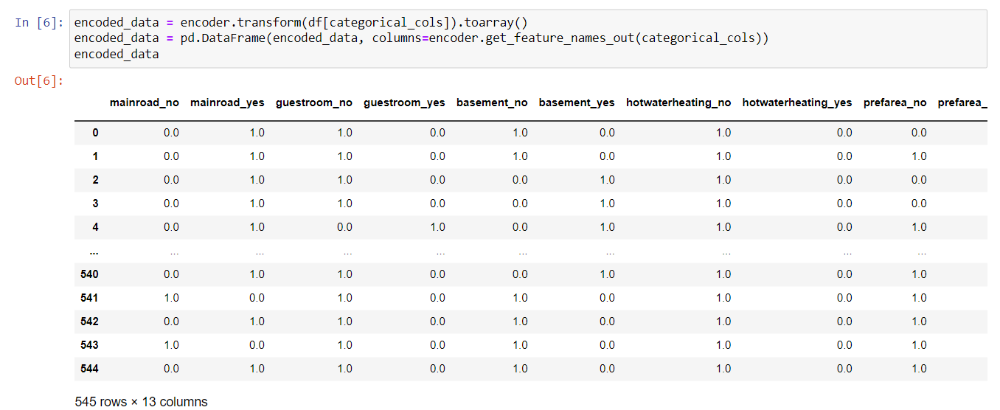 In [6]: encoded_data = encoder.transform(df[categorical_cols]).toarray()
encoded_data = pd.DataFrame(encoded_data, columns=encoder.get_feature_names_out(categorical_cols))
encoded_data
Out[6]:
mainroad_no mainroad_yes guestroom_no guestroom_yes basement_no basement_yes hotwaterheating_no hotwaterheating_yes prefarea_no prefarea_
0 0.0 1.0 1.0 0.0 1.0 0.0 1.0 0.0 0.0
1 0.0 1.0 1.0 0.0 1.0 0.0 1.0 0.0 1.0
2 0.0 1.0 1.0 0.0 0.0 1.0 1.0 0.0 0.0
3 0.0 1.0 1.0 0.0 0.0 1.0 1.0 0.0 0.0
4 0.0 1.0 0.0 1.0 0.0 1.0 1.0 0.0 1.0
... ... ... ... ... ... ... ... ... ...
540 0.0 1.0 1.0 0.0 0.0 1.0 1.0 0.0 1.0
541 1.0 0.0 1.0 0.0 1.0 0.0 1.0 0.0 1.0
542 0.0 1.0 1.0 0.0 1.0 0.0 1.0 0.0 1.0
543 1.0 0.0 1.0 0.0 1.0 0.0 1.0 0.0 1.0
544 0.0 1.0 1.0 0.0 1.0 0.0 1.0 0.0 1.0
545 rows × 13 columns